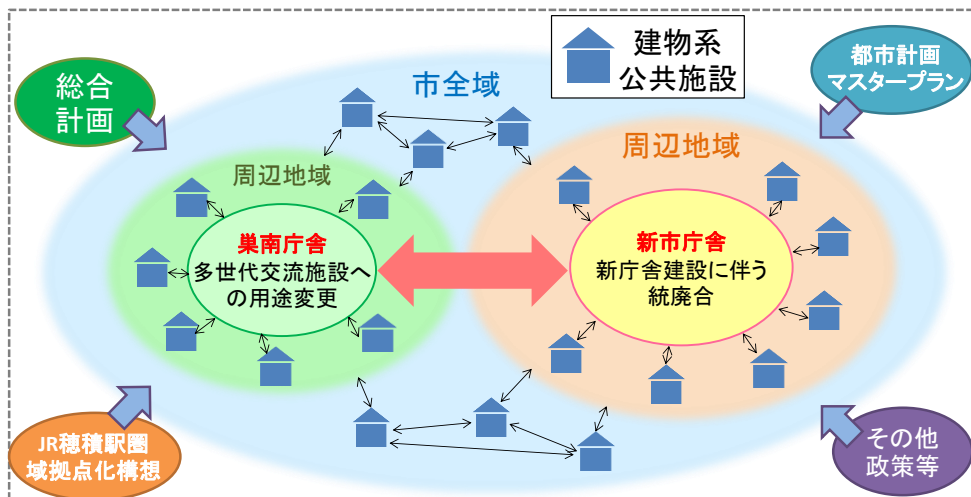 総合
計画
市全域
建物系
公共施設
都市計画
マスタープラン
周辺地域
周辺地域
巣南庁舎
多世代交流施設へ
の用途変更
新市庁舎
新庁舎建設に伴う
統廃合
JR穂積駅圏
域拠点化構想
その他
政策等